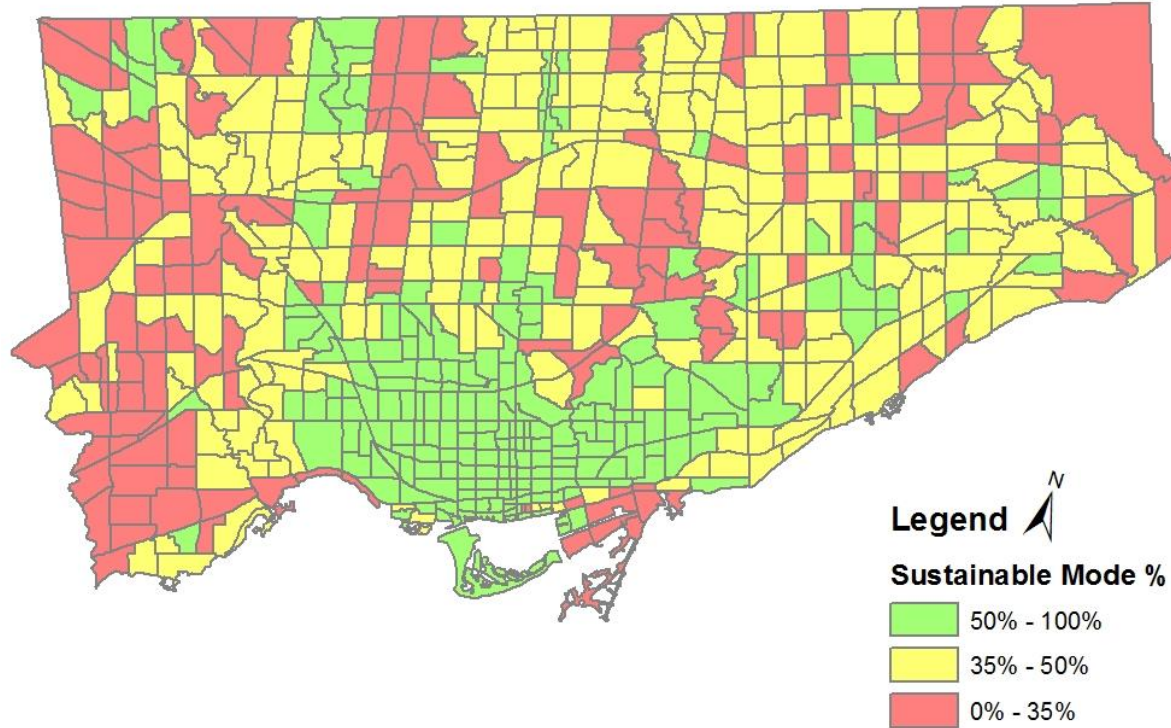 N
Legend
Sustainable Mode %
50% - 100%
35% - 50%
0% - 35%